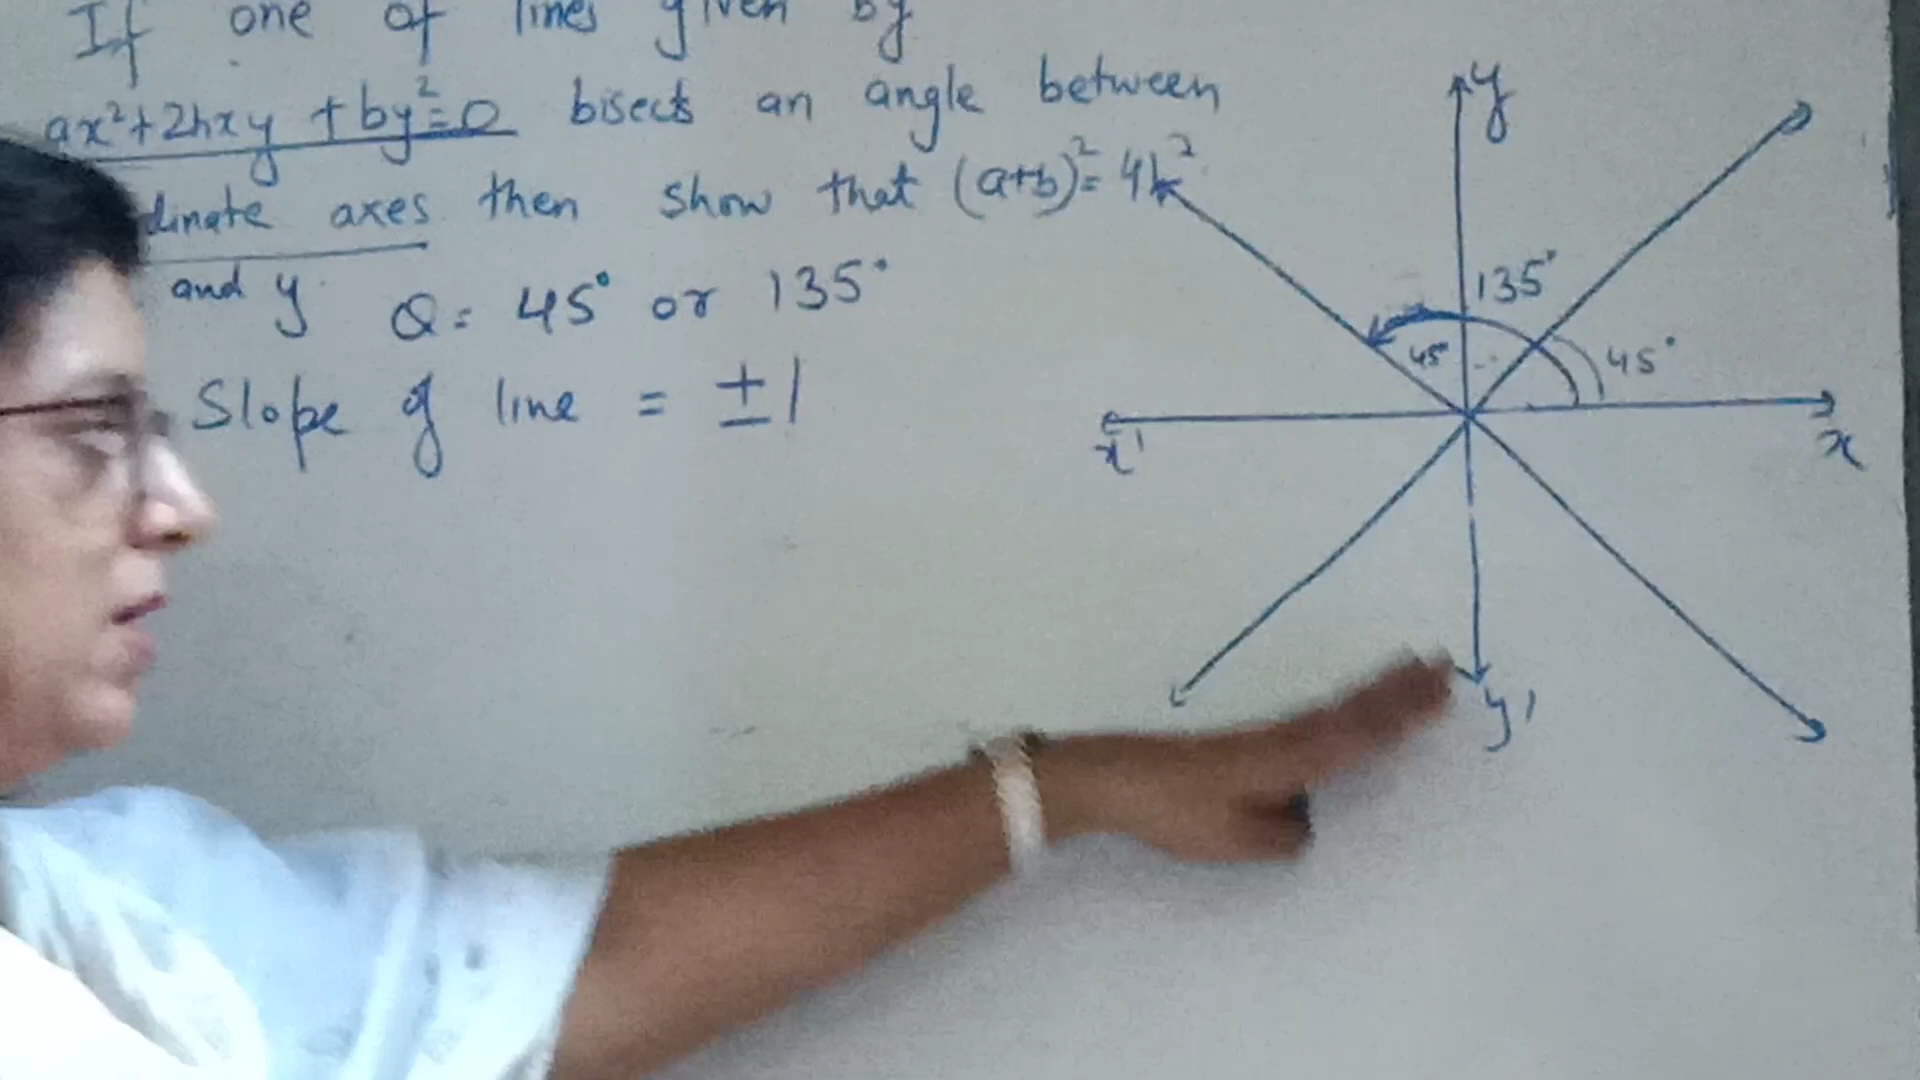 If one of lines given by
ax²+2hxy+by²=0 bisects an angle between
dinate axes then show that (a+b)²=4h²
and y θ= 45° or 135°
Slope of line = ±1
y
135°
45°
45°
x'
x
y'